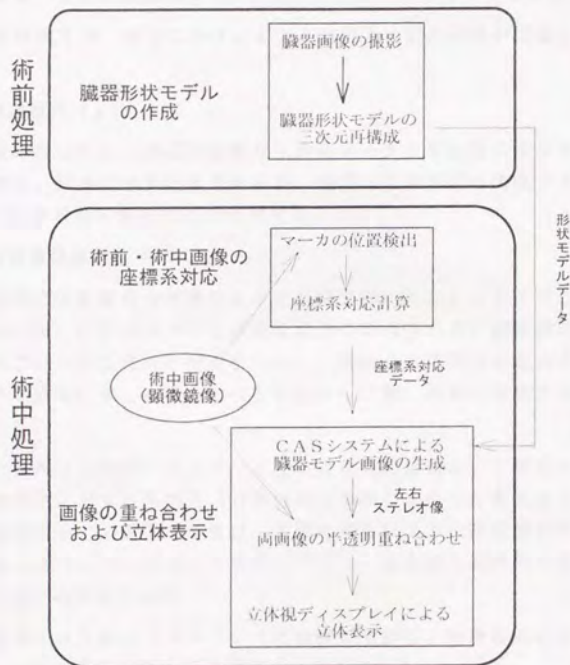 術前処理
臓器形状モデル
の作成
臓器画像の撮影
臓器形状モデルの
三次元再構成
形状モデルデータ
術中処理
術前・術中画像の
座標系対応
マーカの位置検出
座標系対応計算
術中画像
(顕微鏡像)
座標系対応
データ
画像の重ね合わせ
および立体表示
CASシステムによる
臓器モデル画像の生成
左右
ステレオ像
両画像の半透明重ね合わせ
立体視ディスプレイによる
立体表示